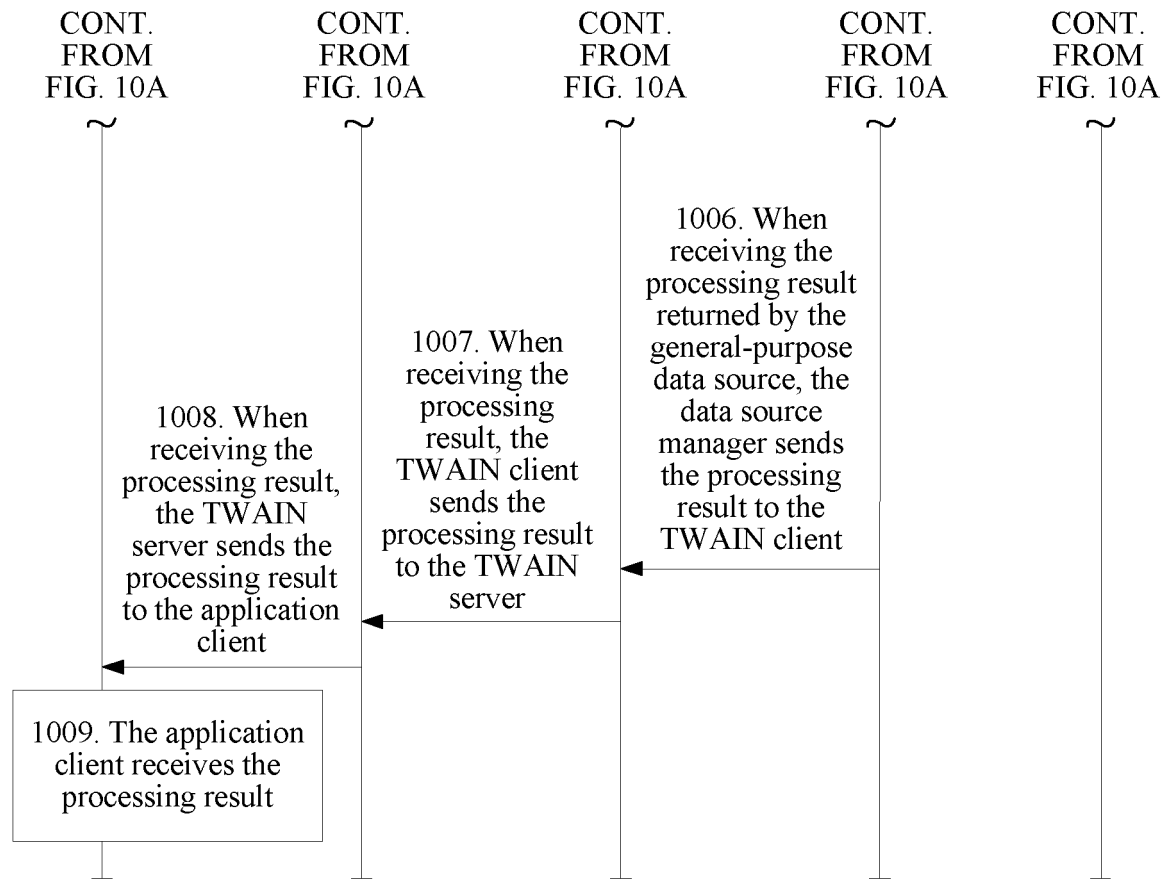 CONT.
FROM
FIG. 10A
CONT.
FROM
FIG. 10A
CONT.
FROM
FIG. 10A
CONT.
FROM
FIG. 10A
CONT.
FROM
FIG. 10A
1006. When
receiving the
processing result
returned by the
general-purpose
data source, the
data source
manager sends
the processing
result to the
TWAIN client
1007. When
receiving the
processing
result, the
TWAIN client
sends the
processing result
to the TWAIN
server
1008. When
receiving the
processing result,
the TWAIN
server sends the
processing result
to the application
client
1009. The application
client receives the
processing result